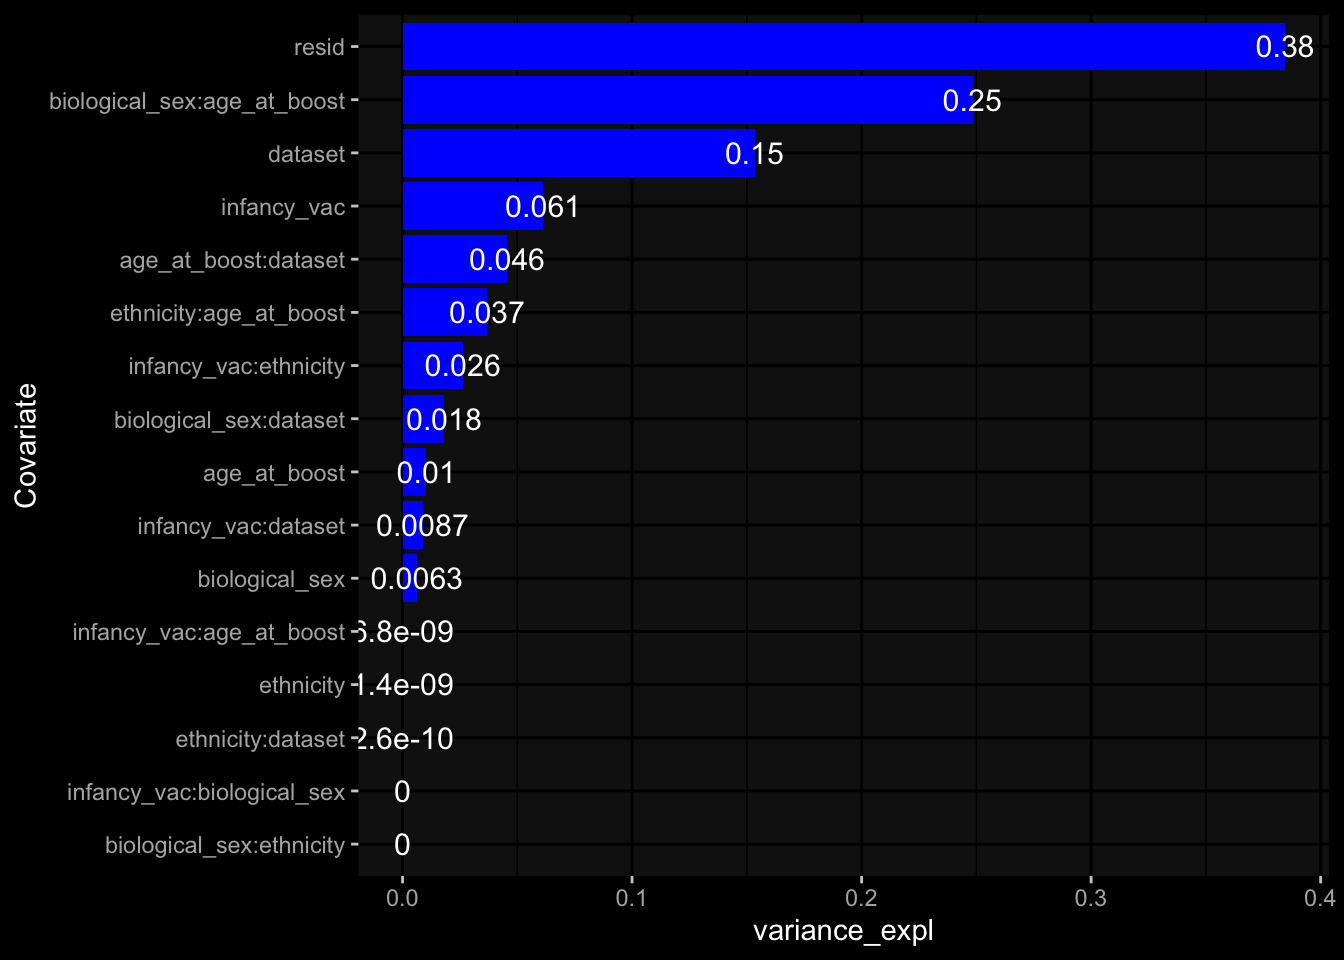 resid 0.38
biological_sex:age_at_boost 0.25
dataset 0.15
infancy_vac 0.061
age_at_boost:dataset 0.046
ethnicity:age_at_boost 0.037
infancy_vac:ethnicity 0.026
biological_sex:dataset 0.018
age_at_boost 0.01
infancy_vac:dataset 0.0087
biological_sex 0.0063
infancy_vac:age_at_boost 6.8e-09
ethnicity 1.4e-09
ethnicity:dataset 2.6e-10
infancy_vac:biological_sex 0
biological_sex:ethnicity 0
Covariate
0.0 0.1 0.2 0.3 0.4
variance_expl